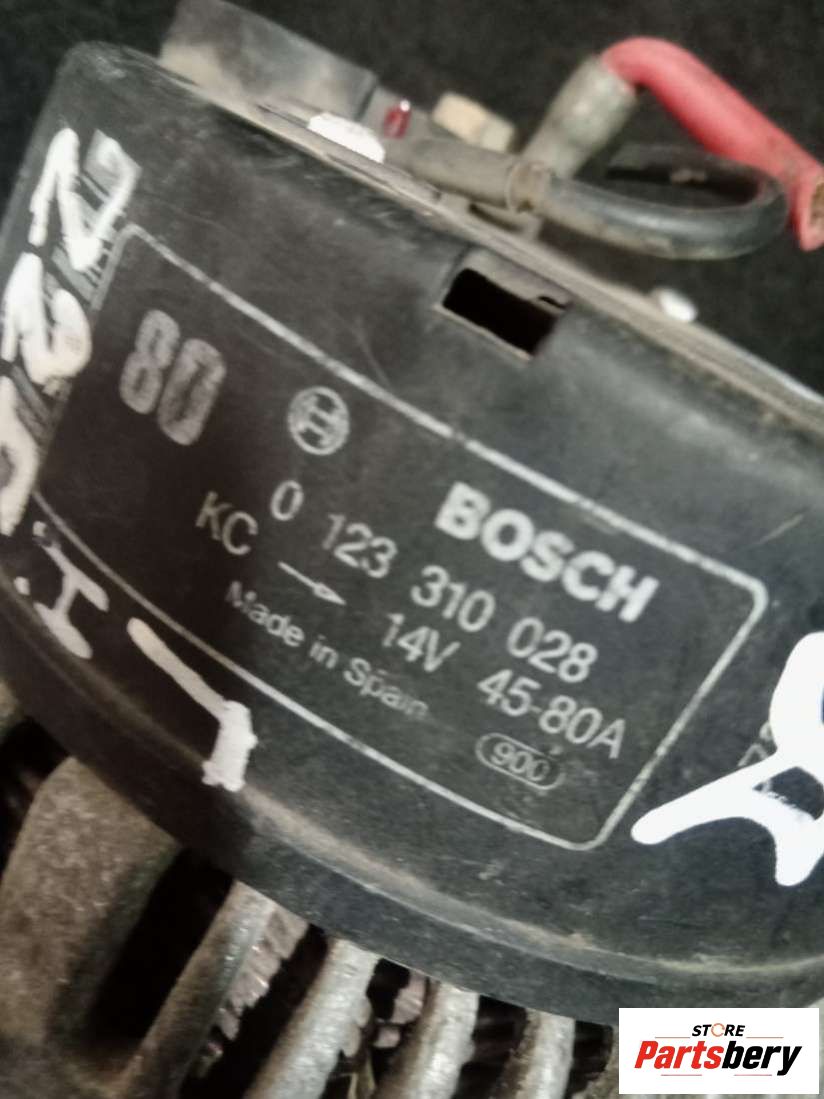 80
BOSCH
0 123 310 028
KC → 14V 45-80A
Made in Spain
900
STORE
Partsbery